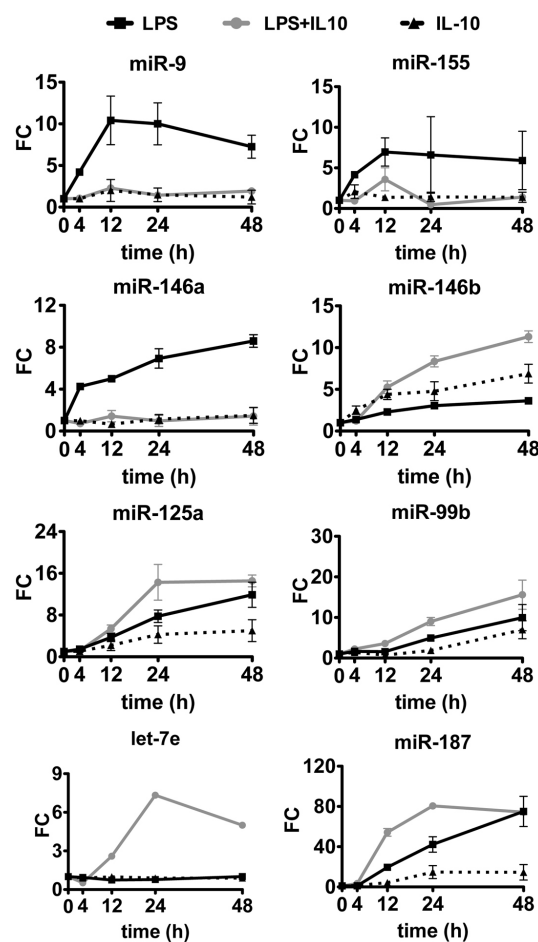 LPS LPS+IL10 IL-10
miR-9
FC
15
10
5
0
0 4 12 24 48
time (h)
miR-155
FC
15
10
5
0
0 4 12 24 48
time (h)
miR-146a
FC
12
8
4
0
0 4 12 24 48
time (h)
miR-146b
FC
15
10
5
0
0 4 12 24 48
time (h)
miR-125a
FC
24
16
8
0
0 4 12 24 48
time (h)
miR-99b
FC
30
20
10
0
0 4 12 24 48
time (h)
let-7e
FC
9
6
3
0
0 4 12 24 48
time (h)
miR-187
FC
120
80
40
0
0 4 12 24 48
time (h)